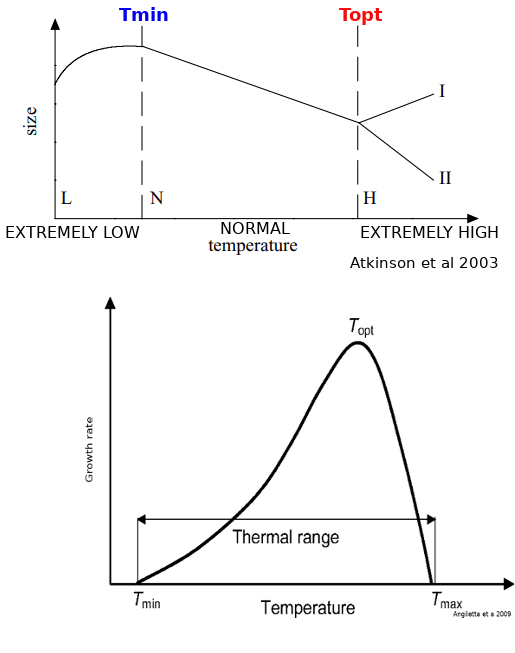 Tmin
Topt
size
I
II
L
N
H
EXTREMELY LOW
NORMAL
EXTREMELY HIGH
temperature
Atkinson et al 2003
Topt
Growth rate
Thermal range
Tmin
Temperature
Tmax
Angiletta et a 2009